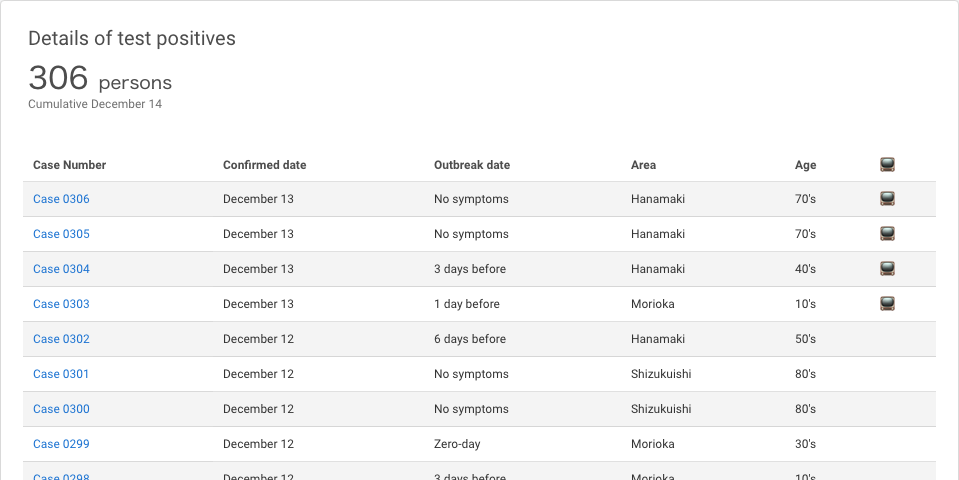 Details of test positives
306 persons
Cumulative December 14
Case Number Confirmed date Outbreak date Area Age
Case 0306 December 13 No symptoms Hanamaki 70's
Case 0305 December 13 No symptoms Hanamaki 70's
Case 0304 December 13 3 days before Hanamaki 40's
Case 0303 December 13 1 day before Morioka 10's
Case 0302 December 12 6 days before Hanamaki 50's
Case 0301 December 12 No symptoms Shizukuishi 80's
Case 0300 December 12 No symptoms Shizukuishi 80's
Case 0299 December 12 Zero-day Morioka 30's
Case 0298 December 12 3 days before Morioka 10's